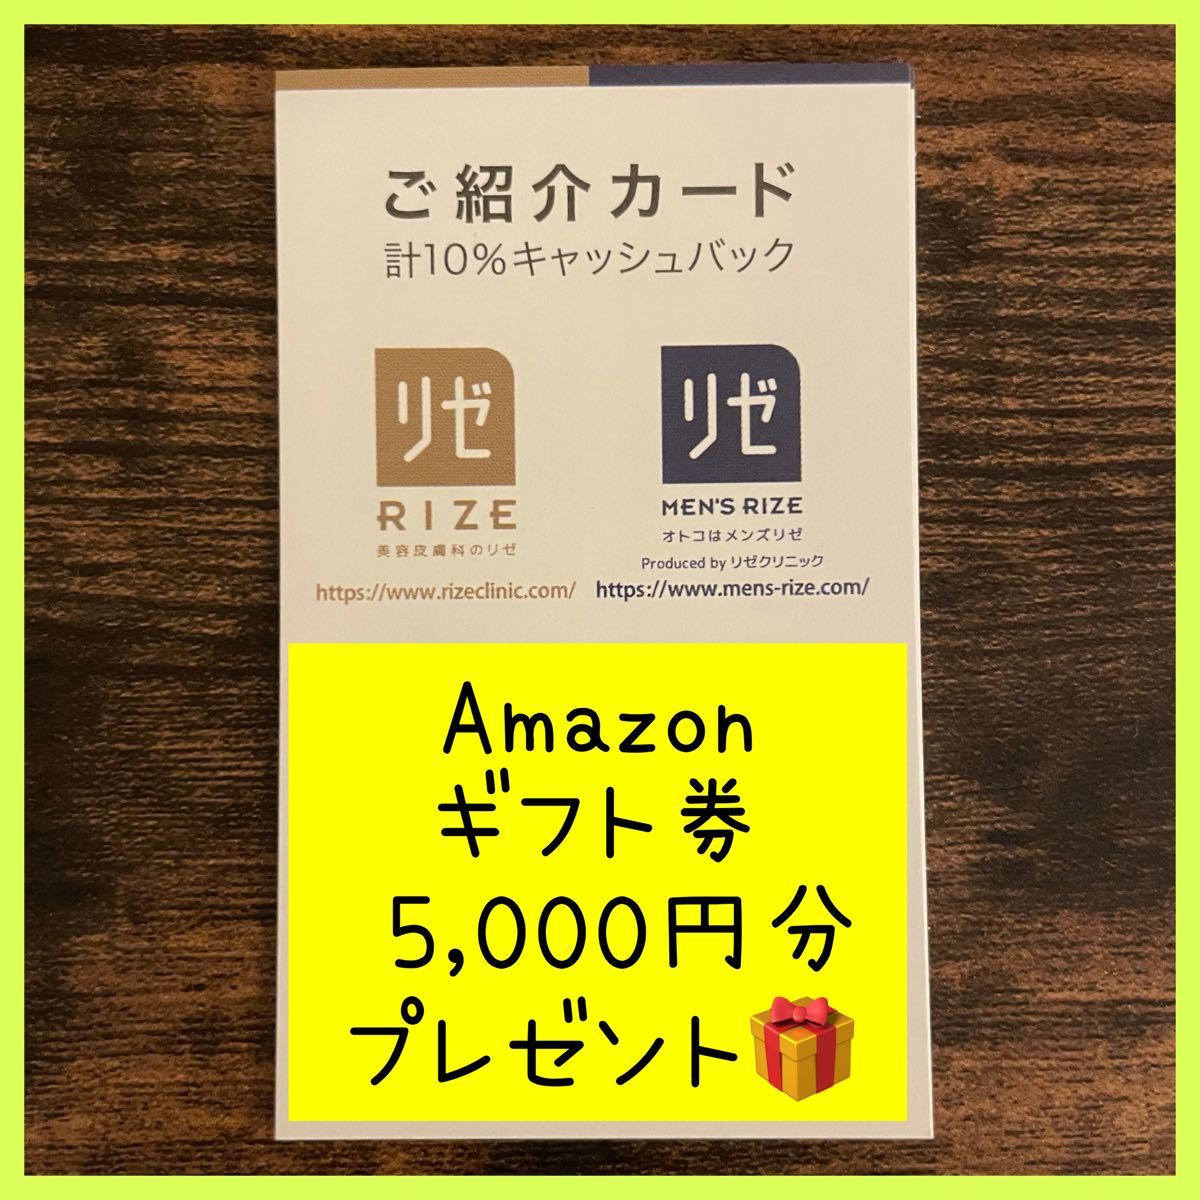 ご紹介カード
計10%キャッシュバック
リゼ
RIZE
美容皮膚科のリゼ
https://www.rizeclinic.com/
リゼ
MEN'S RIZE
オトコはメンズリゼ
Produced by リゼクリニック
https://www.mens-rize.com/
Amazon
ギフト券
5,000円分
プレゼント